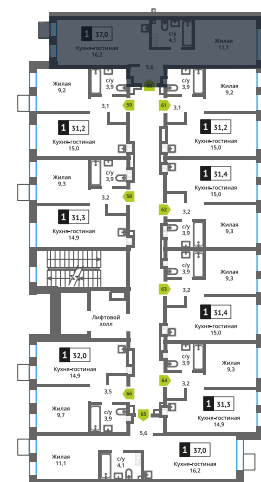 1 37,0
Кухня-гостиная
16,2
с/у
4,1
Жилая
11,1
5,6
Жилая
9,2
с/у
3,9
59
61
с/у
3,9
Жилая
9,2
3,1
3,1
1 31,2
Кухня-гостиная
15,0
1 31,2
Кухня-гостиная
15,0
Жилая
9,3
с/у
3,9
1 31,4
Кухня-гостиная
15,0
3,2
58
3,2
62
1 31,3
Кухня-гостиная
14,9
с/у
3,9
Жилая
9,3
с/у
3,9
Жилая
9,3
63
3,2
Лифтовой
холл
1 31,4
Кухня-гостиная
15,0
1 32,0
Кухня-гостиная
14,9
с/у
3,9
Жилая
9,3
64
3,2
3,5
66
1 31,3
Кухня-гостиная
14,9
Жилая
9,7
с/у
3,9
65
5,6
Жилая
11,1
с/у
4,1
1 37,0
Кухня-гостиная
16,2